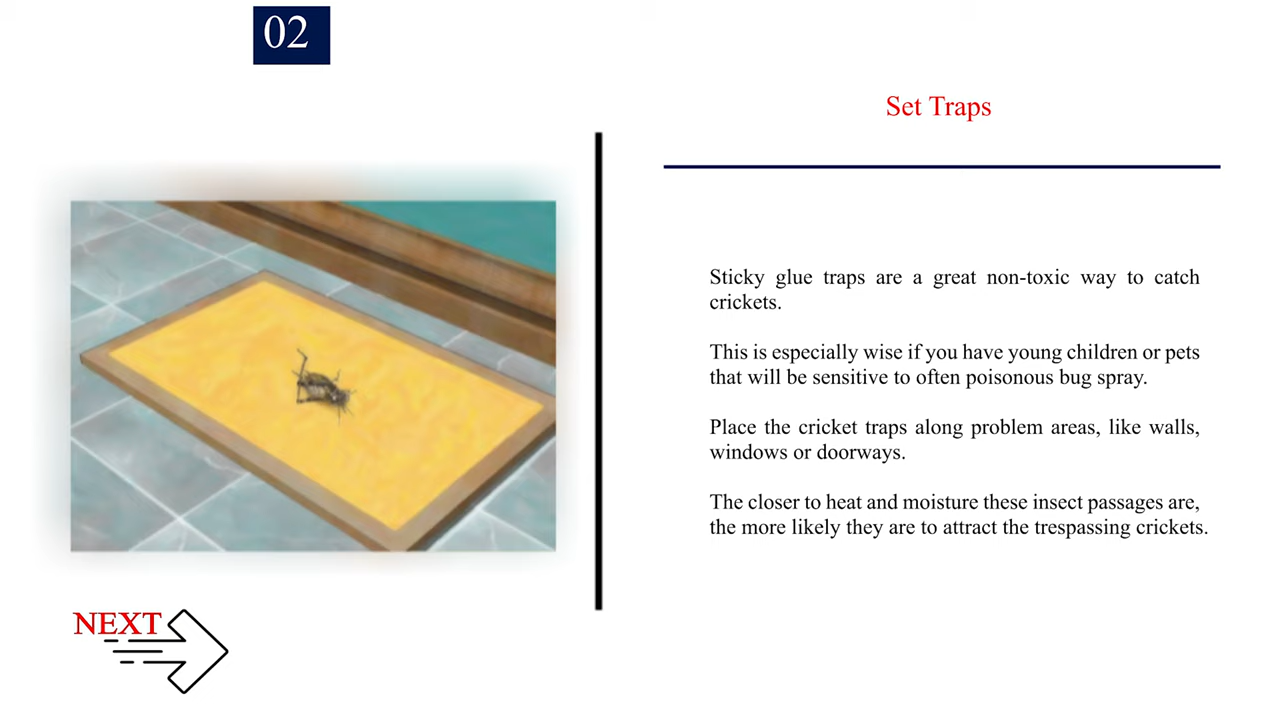 02
Set Traps
Sticky glue traps are a great non-toxic way to catch
crickets.
This is especially wise if you have young children or pets
that will be sensitive to often poisonous bug spray.
Place the cricket traps along problem areas, like walls,
windows or doorways.
The closer to heat and moisture these insect passages are,
the more likely they are to attract the trespassing crickets.
NEXT